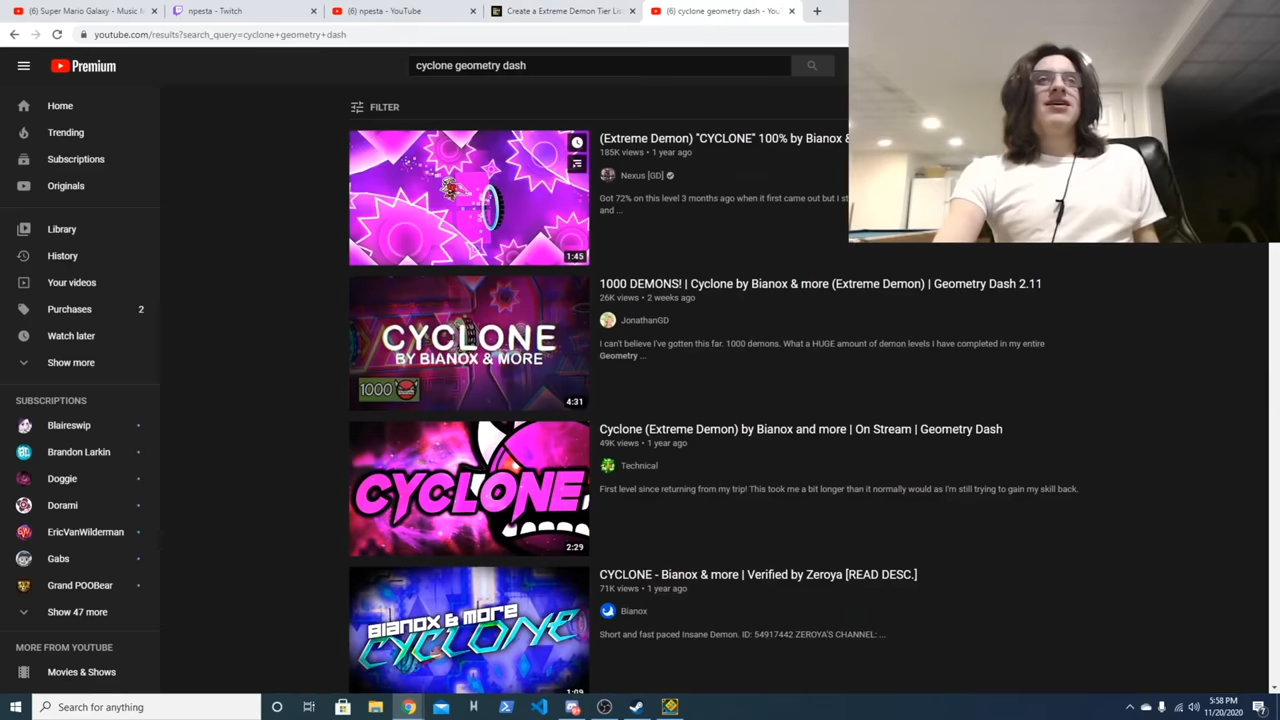 (6) Super Mario Galaxy - Music M
npesta - Twitch
(6) npesta - YouTube
Create a Extreme Demon Tier List
(6) cyclone geometry dash - You
youtube.com/results?search_query=cyclone+geometry+dash
Premium
cyclone geometry dash
Home
Trending
Subscriptions
Originals
Library
History
Your videos
Purchases 2
Watch later
Show more
SUBSCRIPTIONS
Blaireswip
Brandon Larkin
Doggie
Dorami
EricVanWilderman
Gabs
Grand POOBear
Show 47 more
MORE FROM YOUTUBE
Movies & Shows
FILTER
1:45
(Extreme Demon) "CYCLONE" 100% by Bianox &
185K views • 1 year ago
Nexus [GD]
Got 72% on this level 3 months ago when it first came out but I st
and ...
CYCLONE
BY BIANOX & MORE
1000
4:31
1000 DEMONS! | Cyclone by Bianox & more (Extreme Demon) | Geometry Dash 2.11
26K views • 2 weeks ago
JonathanGD
I can't believe I've gotten this far. 1000 demons. What a HUGE amount of demon levels I have completed in my entire
Geometry ...
CYCLONE
2:29
Cyclone (Extreme Demon) by Bianox and more | On Stream | Geometry Dash
49K views • 1 year ago
Technical
First level since returning from my trip! This took me a bit longer than it normally would as I'm still trying to gain my skill back.
BIANOX & MORE
CYCLONE
1:09
CYCLONE - Bianox & more | Verified by Zeroya [READ DESC.]
71K views • 1 year ago
Bianox
Short and fast paced Insane Demon. ID: 54917442 ZEROYA'S CHANNEL: ...
Search for anything
5:58 PM
11/20/2020
7